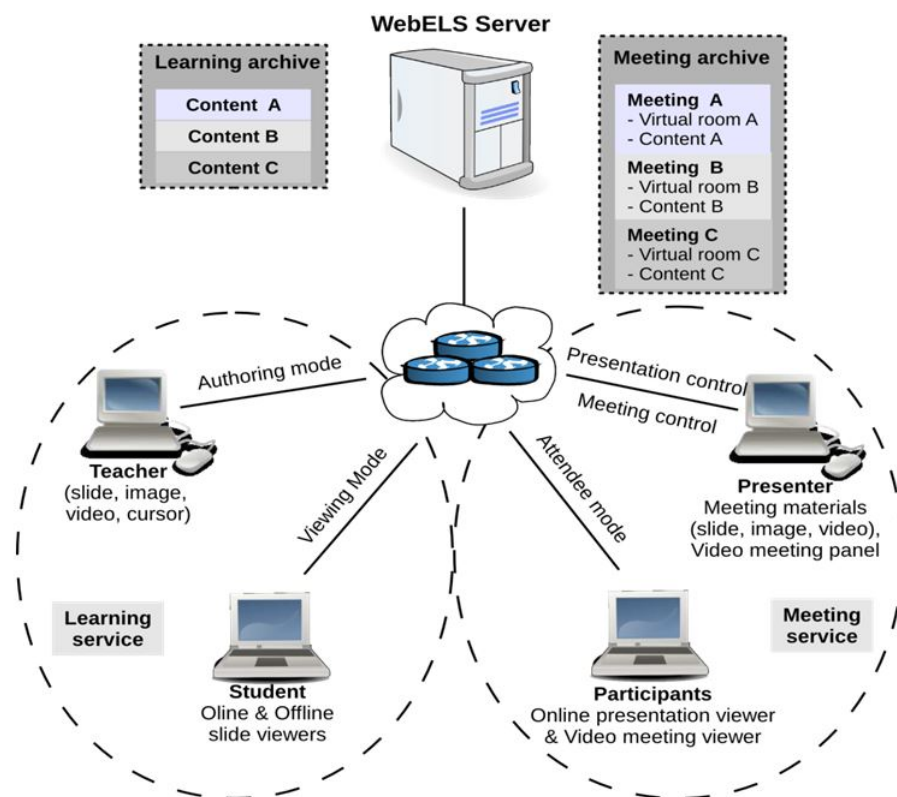 WebELS Server
Learning archive
Content A
Content B
Content C
Meeting archive
Meeting A
- Virtual room A
- Content A
Meeting B
- Virtual room B
- Content B
Meeting C
- Virtual room C
- Content C
Authoring mode
Presentation control
Meeting control
Viewing Mode
Attendee mode
Teacher
(slide, image,
video, cursor)
Presenter
Meeting materials
(slide, image, video),
Video meeting panel
Learning
service
Meeting
service
Student
Oline & Offline
slide viewers
Participants
Online presentation viewer
& Video meeting viewer